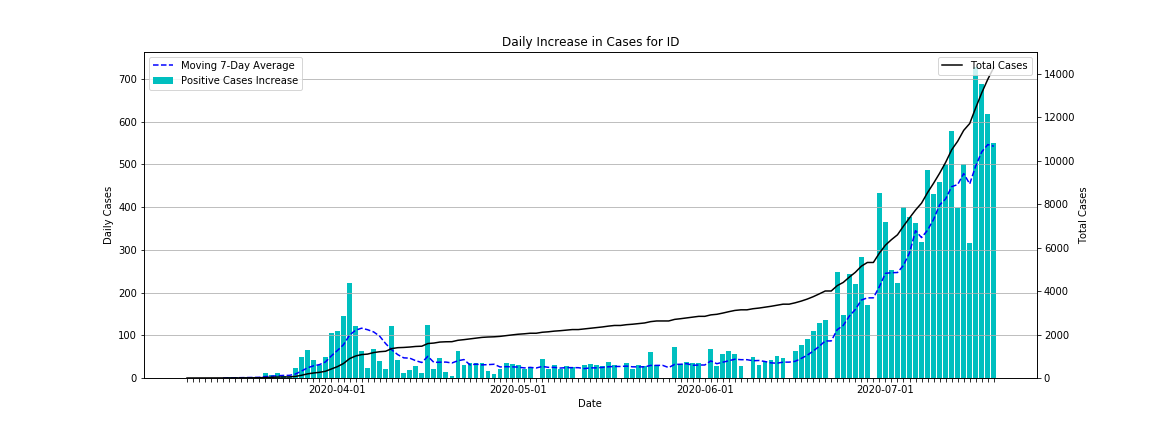 Daily Increase in Cases for ID
Moving 7-Day Average
Positive Cases Increase
Total Cases
700
600
500
400
300
200
100
0
Daily Cases
14000
12000
10000
8000
6000
4000
2000
0
Total Cases
2020-04-01
2020-05-01
2020-06-01
2020-07-01
Date